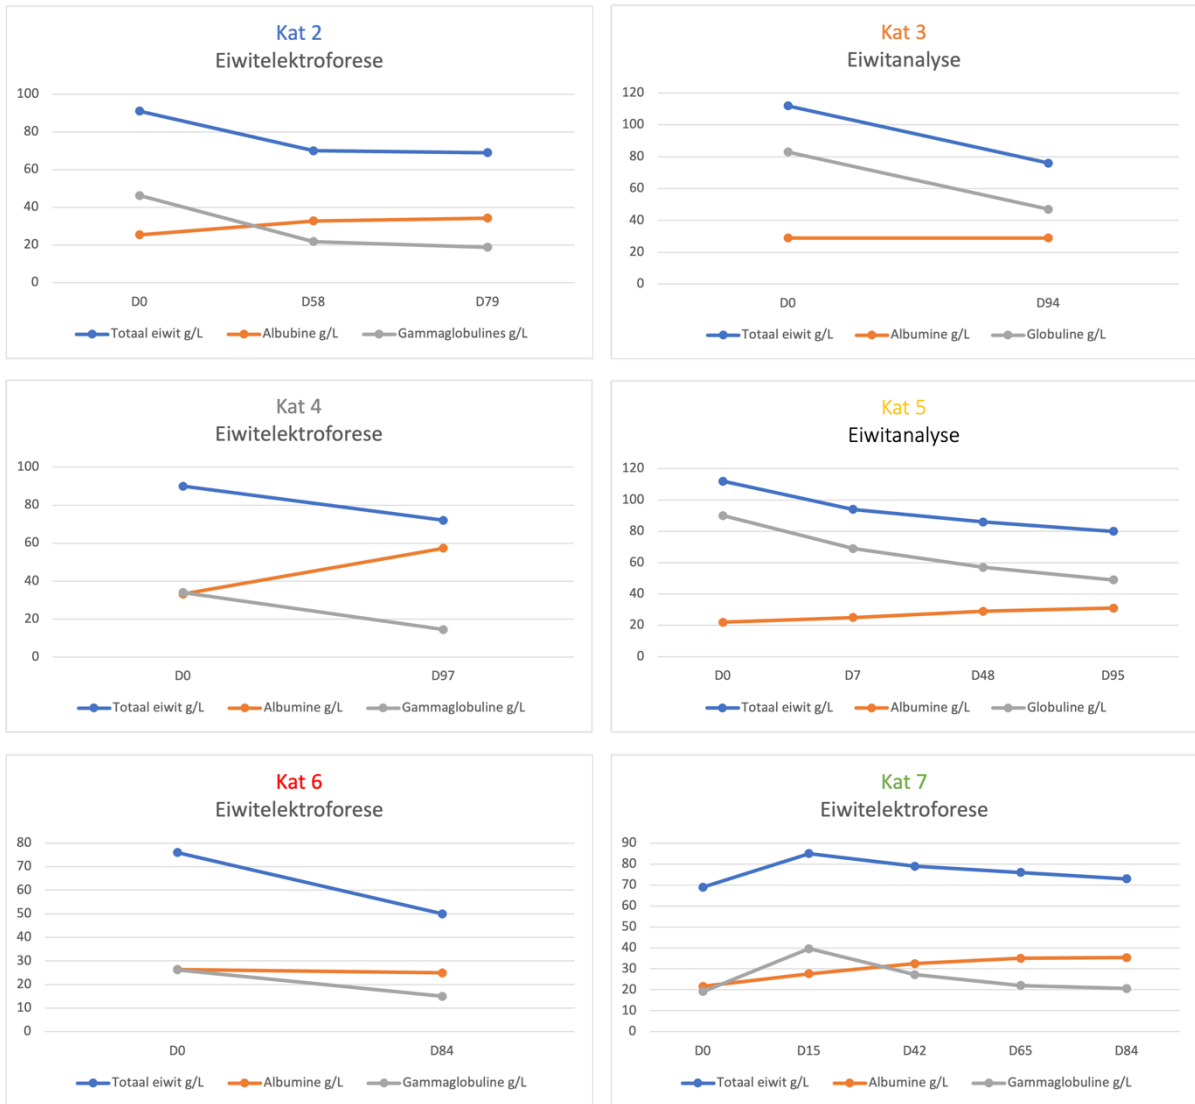 Kat 2
Eiwitelektroforese
100
80
60
40
20
0
D0 D58 D79
Totaal eiwit g/L Albubine g/L Gammaglobulines g/L
Kat 3
Eiwitanalyse
120
100
80
60
40
20
0
D0 D94
Totaal eiwit g/L Albumine g/L Globuline g/L
Kat 4
Eiwitelektroforese
100
80
60
40
20
0
D0 D97
Totaal eiwit g/L Albumine g/L Gammaglobuline g/L
Kat 5
Eiwitanalyse
120
100
80
60
40
20
0
D0 D7 D48 D95
Totaal eiwit g/L Albumine g/L Globuline g/L
Kat 6
Eiwitelektroforese
80
70
60
50
40
30
20
10
0
D0 D84
Totaal eiwit g/L Albumine g/L Gammaglobuline g/L
Kat 7
Eiwitelektroforese
90
80
70
60
50
40
30
20
10
0
D0 D15 D42 D65 D84
Totaal eiwit g/L Albumine g/L Gammaglobuline g/L